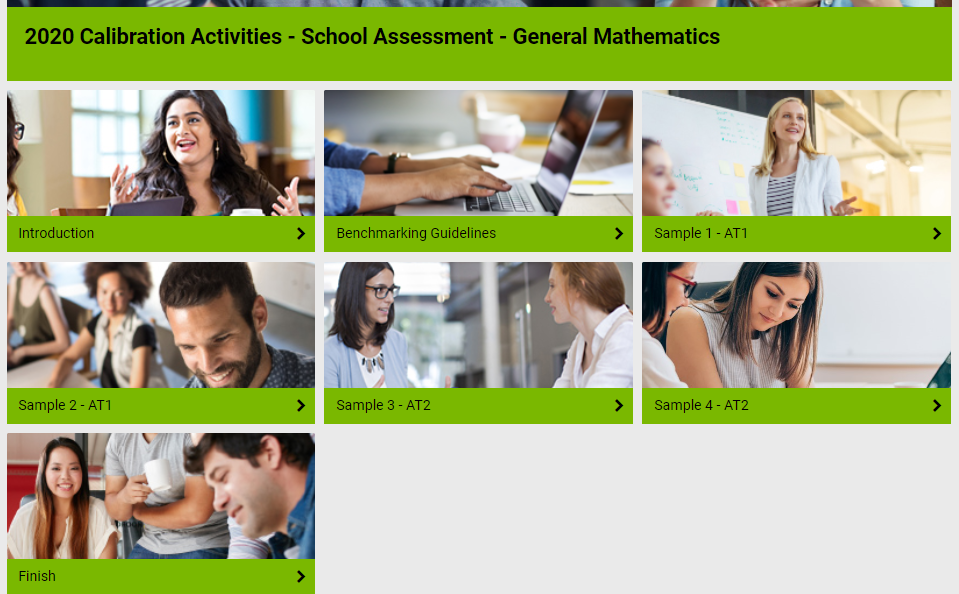 2020 Calibration Activities - School Assessment - General Mathematics
Introduction
Benchmarking Guidelines
Sample 1 - AT1
Sample 2 - AT1
Sample 3 - AT2
Sample 4 - AT2
Finish